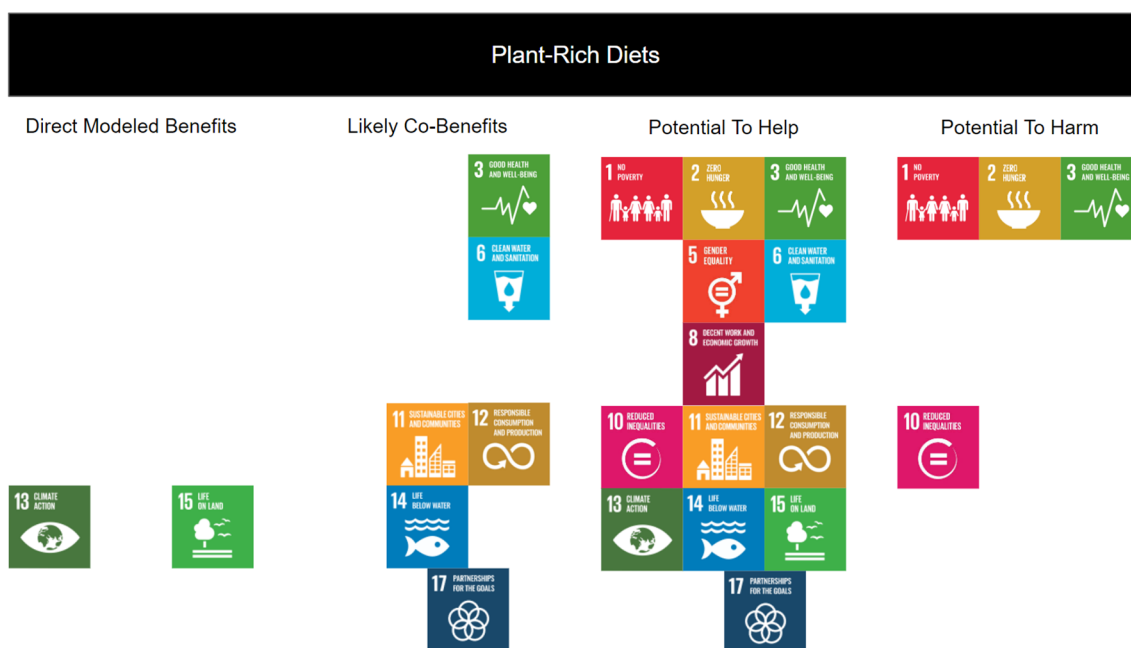 Plant-Rich Diets
Direct Modeled Benefits
Likely Co-Benefits
Potential To Help
Potential To Harm
3 GOOD HEALTH
AND WELL-BEING
6 CLEAN WATER
AND SANITATION
1 NO
POVERTY
2 ZERO
HUNGER
3 GOOD HEALTH
AND WELL-BEING
5 GENDER
EQUALITY
6 CLEAN WATER
AND SANITATION
8 DECENT WORK AND
ECONOMIC GROWTH
1 NO
POVERTY
2 ZERO
HUNGER
3 GOOD HEALTH
AND WELL-BEING
11 SUSTAINABLE CITIES
AND COMMUNITIES
12 RESPONSIBLE
CONSUMPTION
AND PRODUCTION
10 REDUCED
INEQUALITIES
11 SUSTAINABLE CITIES
AND COMMUNITIES
12 RESPONSIBLE
CONSUMPTION
AND PRODUCTION
10 REDUCED
INEQUALITIES
13 CLIMATE
ACTION
15 LIFE
ON LAND
14 LIFE
BELOW WATER
13 CLIMATE
ACTION
14 LIFE
BELOW WATER
15 LIFE
ON LAND
17 PARTNERSHIPS
FOR THE GOALS
17 PARTNERSHIPS
FOR THE GOALS